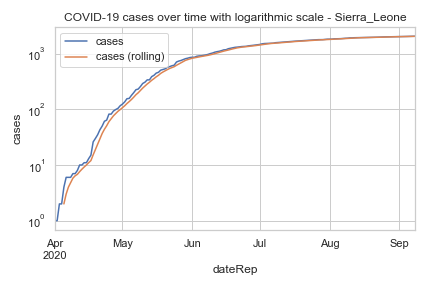 COVID-19 cases over time with logarithmic scale - Sierra_Leone
cases
cases (rolling)
cases
10³
10²
10¹
10⁰
Apr May Jun Jul Aug Sep
2020
dateRep